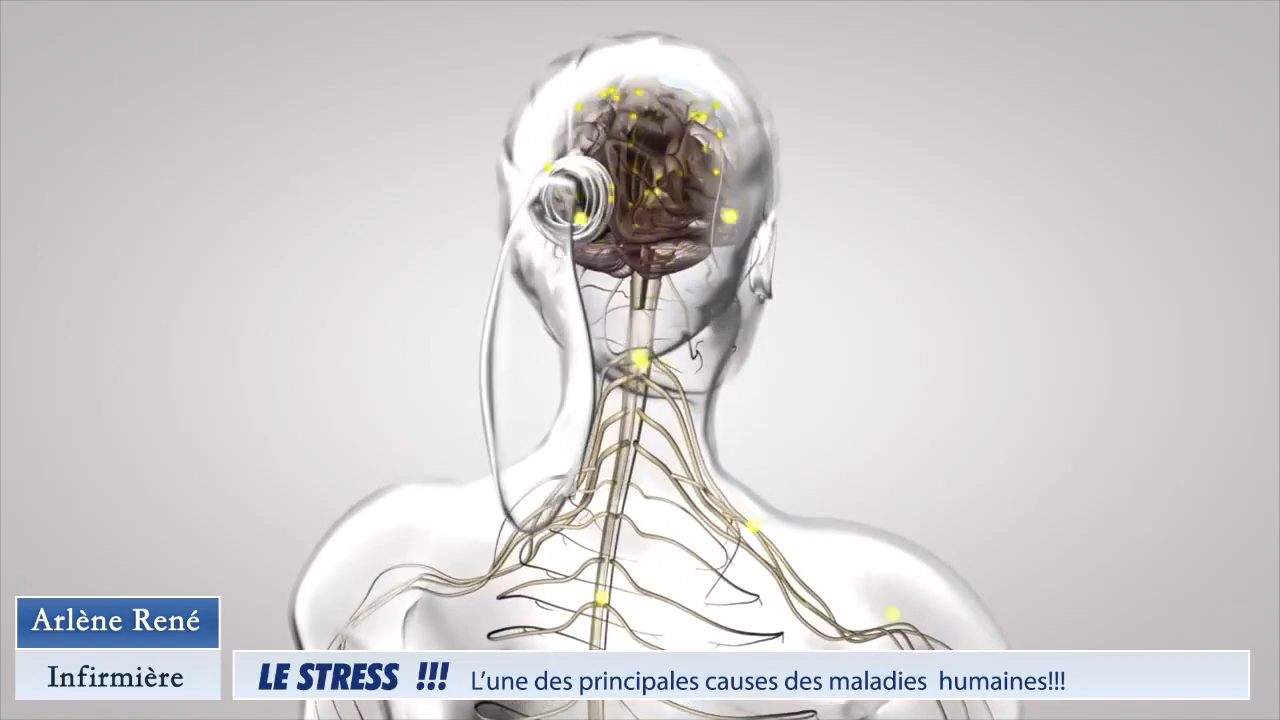 Arlène René
Infirmière
LE STRESS !!! L'une des principales causes des maladies humaines!!!